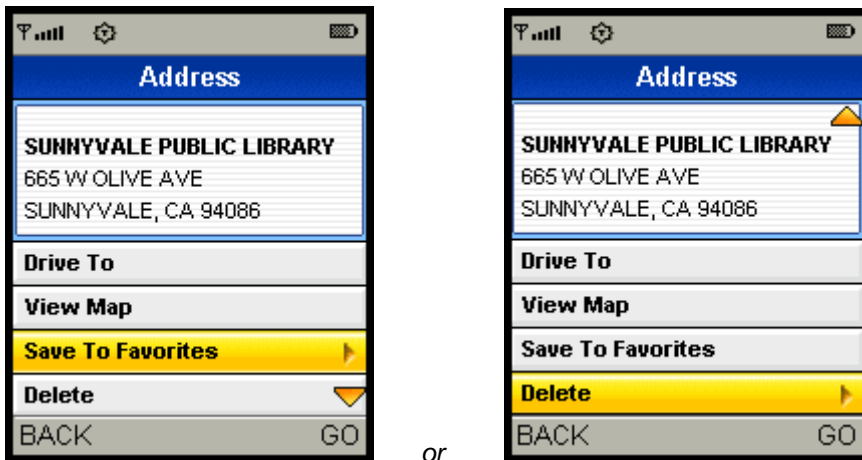 Address
SUNNYVALE PUBLIC LIBRARY
665 W OLIVE AVE
SUNNYVALE, CA 94086
Drive To
View Map
Save To Favorites
Delete
BACK GO
or
Address
SUNNYVALE PUBLIC LIBRARY
665 W OLIVE AVE
SUNNYVALE, CA 94086
Drive To
View Map
Save To Favorites
Delete
BACK GO